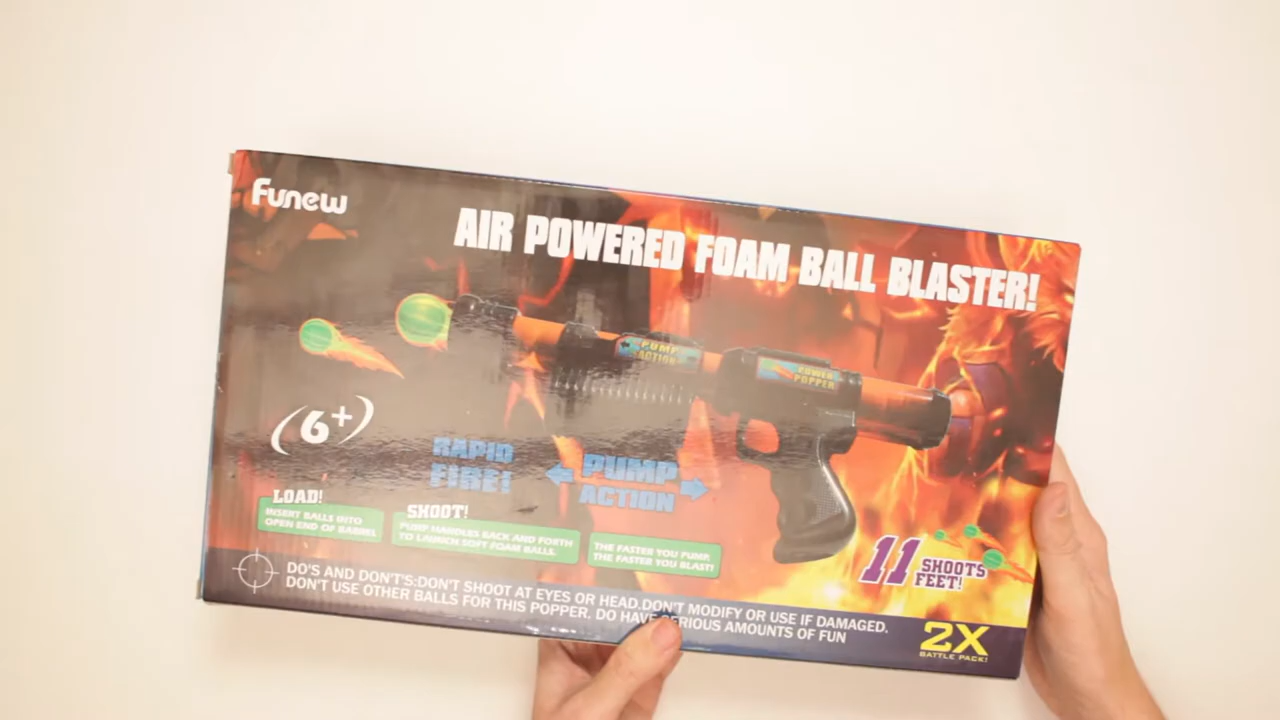 Funew
AIR POWERED FOAM BALL BLASTER!
PUMP
ACTION
POWER
POPPER
6+
RAPID
FIRE!
PUMP
ACTION
LOAD!
INSERT BALLS INTO
OPEN END OF BARREL
SHOOT!
PUMP HANDLES BACK AND FORTH
TO LAUNCH SOFT FOAM BALLS.
THE FASTER YOU PUMP,
THE FASTER YOU BLAST!
11 SHOOTS
FEET!
DO'S AND DON'T'S:DON'T SHOOT AT EYES OR HEAD.DON'T MODIFY OR USE IF DAMAGED.
DON'T USE OTHER BALLS FOR THIS POPPER. DO HAVE SERIOUS AMOUNTS OF FUN
2X
BATTLE PACK!